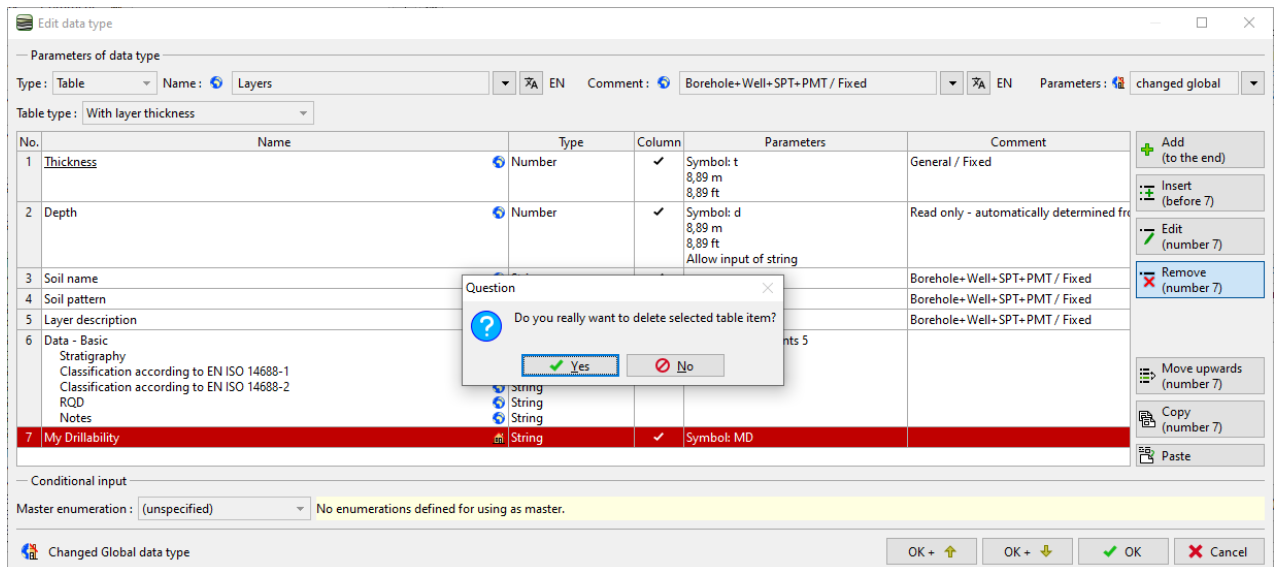 Edit data type
Parameters of data type
Type : Table Name : Layers EN Comment : Borehole+Well+SPT+PMT / Fixed EN Parameters : changed global
Table type : With layer thickness
No. Name Type Column Parameters Comment
1 Thickness Number Symbol: t General / Fixed
8,89 m
8,89 ft
2 Depth Number Symbol: d Read only - automatically determined fro
8,89 m
8,89 ft
Allow input of string
3 Soil name Borehole+Well+SPT+PMT / Fixed
4 Soil pattern Borehole+Well+SPT+PMT / Fixed
5 Layer description Borehole+Well+SPT+PMT / Fixed
6 Data - Basic nts 5
Stratigraphy
Classification according to EN ISO 14688-1
Classification according to EN ISO 14688-2 String
RQD String
Notes String
7 My Drillability String Symbol: MD
Question
Do you really want to delete selected table item?
Yes No
Add
(to the end)
Insert
(before 7)
Edit
(number 7)
Remove
(number 7)
Move upwards
(number 7)
Copy
(number 7)
Paste
Conditional input
Master enumeration : (unspecified) No enumerations defined for using as master.
Changed Global data type OK + OK + OK Cancel